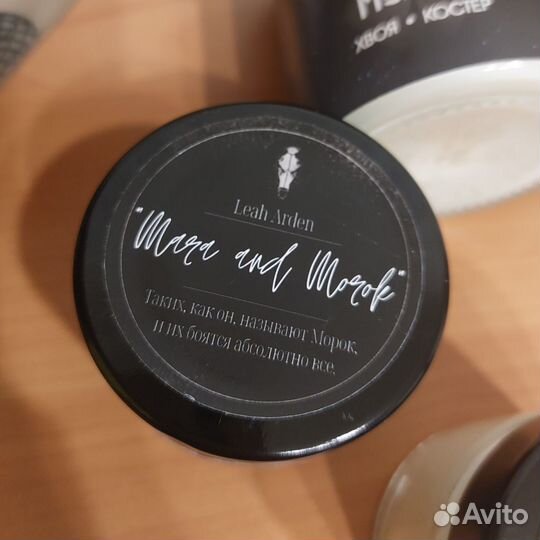 ХВОЯ • КОСТЕР
Leah Arden
"Mara and Morok"
Таких, как он, называют Морок,
и их боятся абсолютно все.
Avito